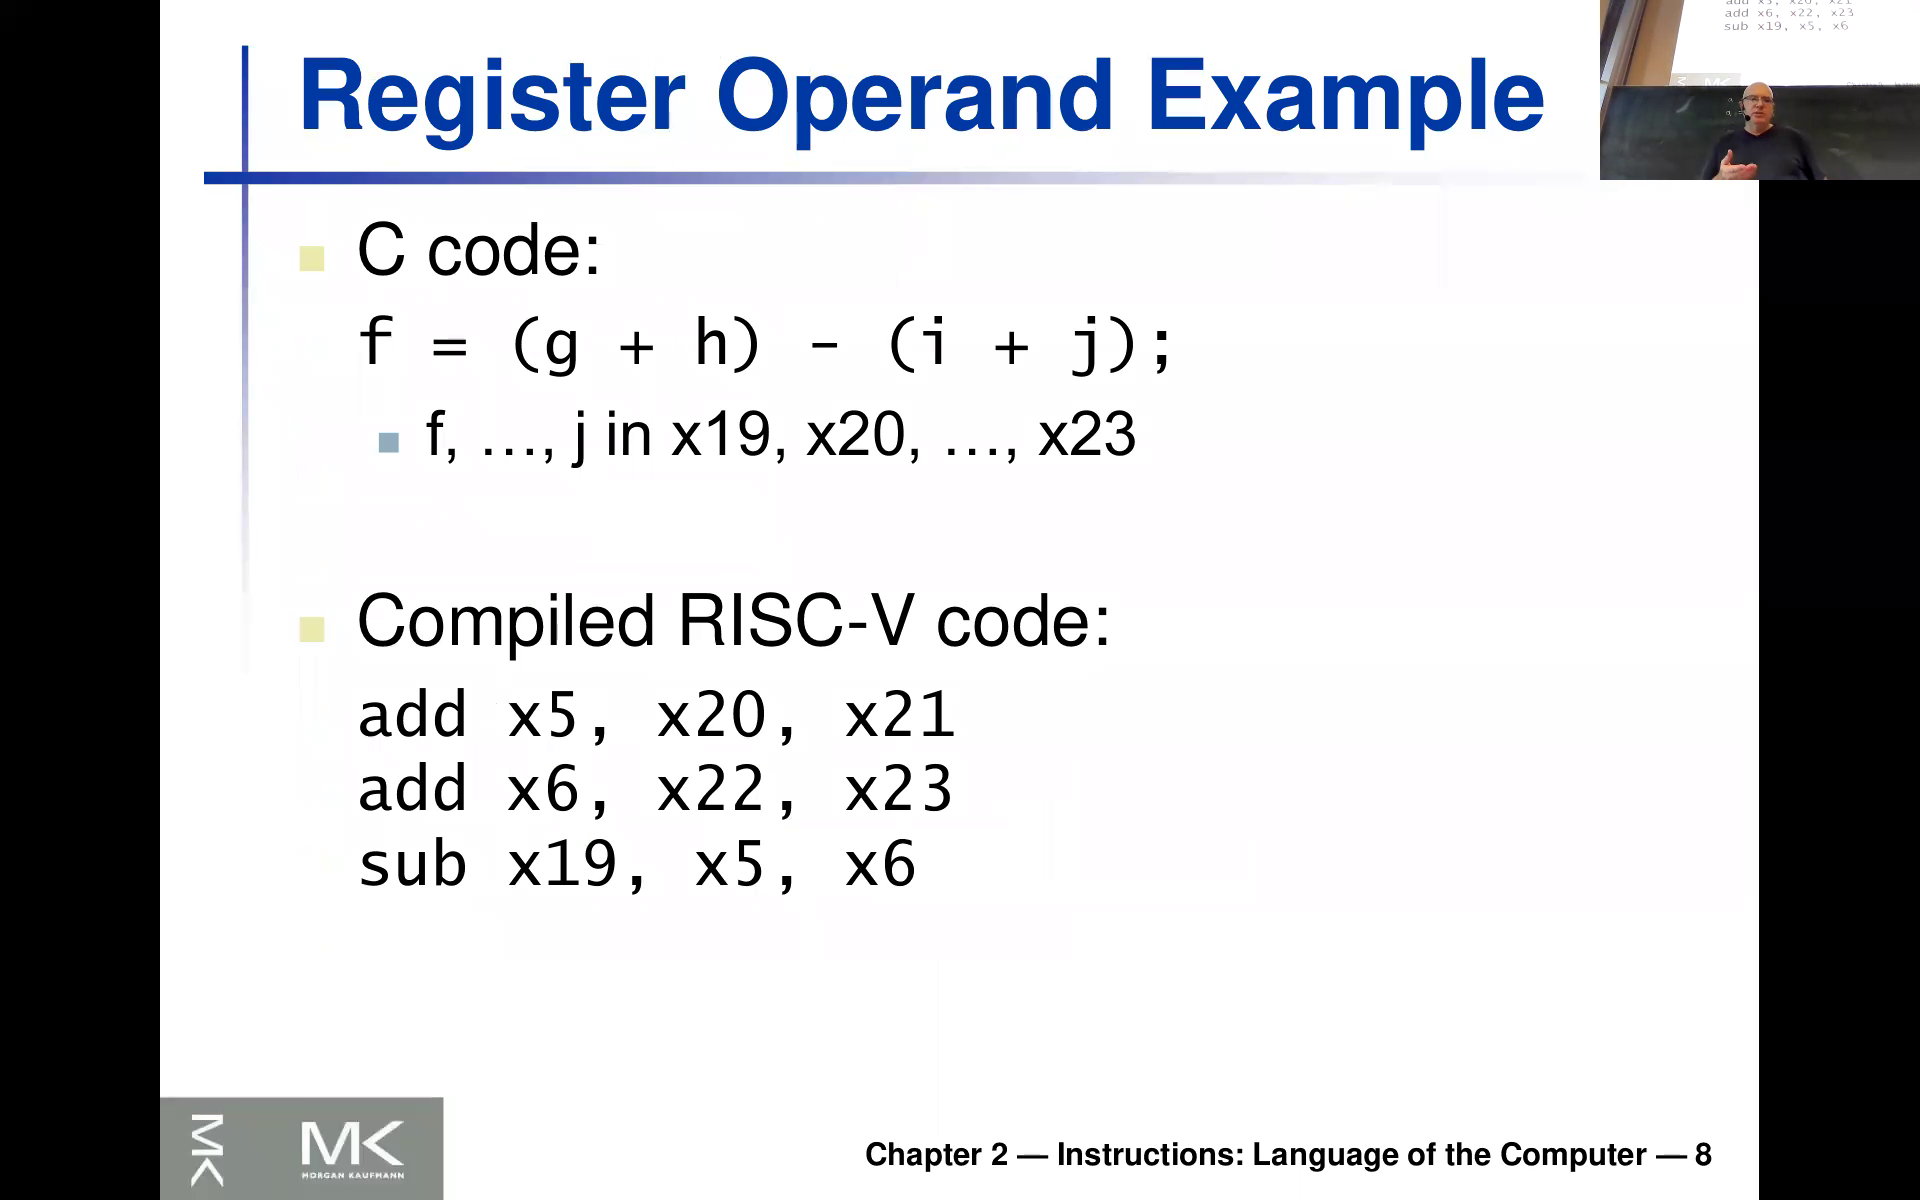 Register Operand Example
C code:
f = (g + h) - (i + j);
f, …, j in x19, x20, …, x23
Compiled RISC-V code:
add x5, x20, x21
add x6, x22, x23
sub x19, x5, x6
MK
MK
MORGAN KAUFMANN
Chapter 2 — Instructions: Language of the Computer — 8
add x6, x22, x23
sub x19, x5, x6